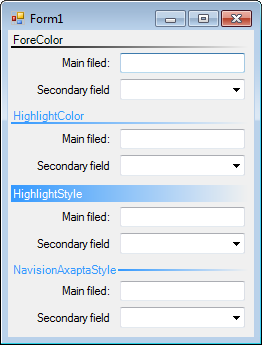 Form1
ForeColor
Main filed:
Secondary field
HighlightColor
Main filed:
Secondary field
HighlightStyle
Main filed:
Secondary field
NavisionAxaptaStyle
Main filed:
Secondary field